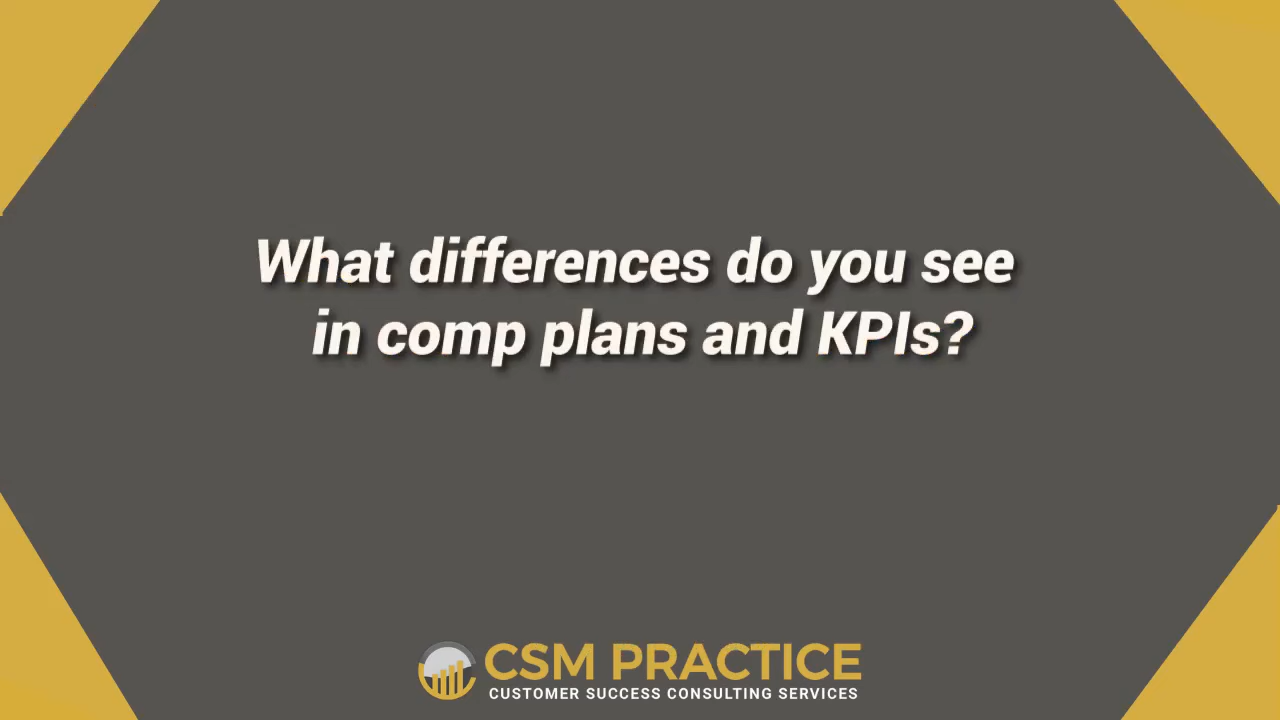 What differences do you see
in comp plans and KPIs?
CSM PRACTICE
CUSTOMER SUCCESS CONSULTING SERVICES